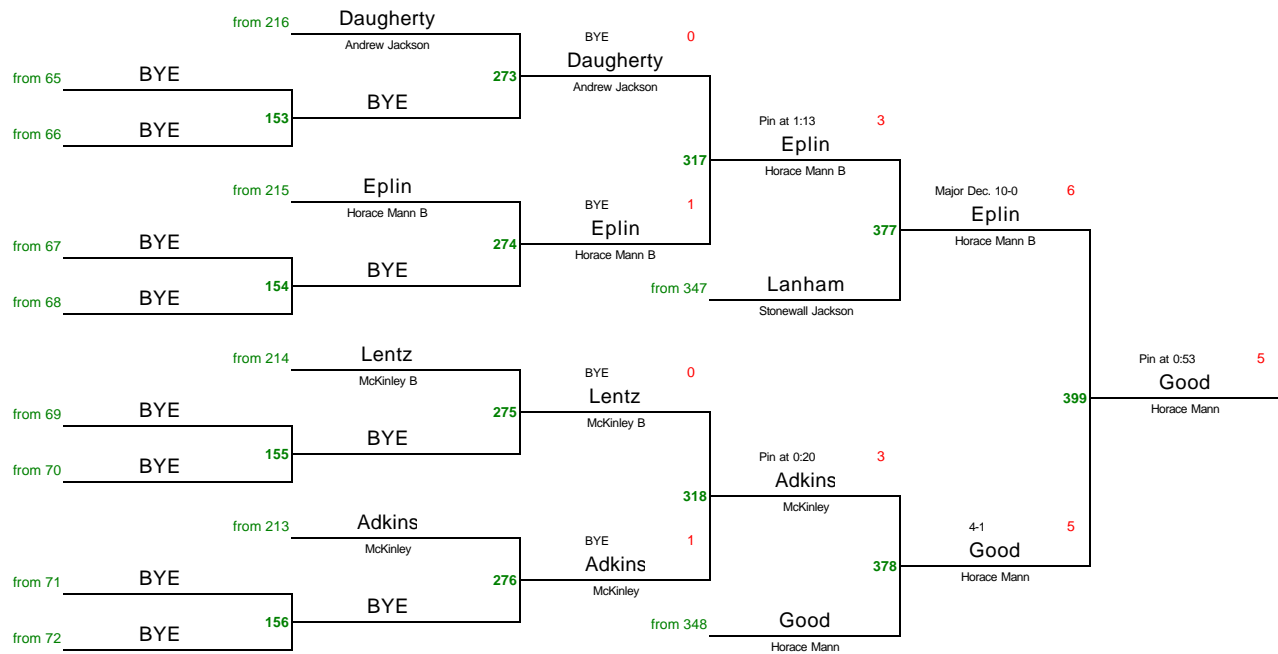 from 216 Daugherty
Andrew Jackson
BYE 0
273 Daugherty
Andrew Jackson
from 65 BYE
153 BYE
from 66 BYE
Pin at 1:13 3
317 Eplin
Horace Mann B
from 215 Eplin
Horace Mann B
BYE 1
274 Eplin
Horace Mann B
from 67 BYE
154 BYE
from 68 BYE
Major Dec. 10-0 6
377 Eplin
Horace Mann B
from 347 Lanham
Stonewall Jackson
from 214 Lentz
McKinley B
BYE 0
275 Lentz
McKinley B
from 69 BYE
155 BYE
from 70 BYE
Pin at 0:53 5
399 Good
Horace Mann
Pin at 0:20 3
318 Adkins
McKinley
from 213 Adkins
McKinley
BYE 1
276 Adkins
McKinley
from 71 BYE
156 BYE
from 72 BYE
4-1 5
378 Good
Horace Mann
from 348 Good
Horace Mann